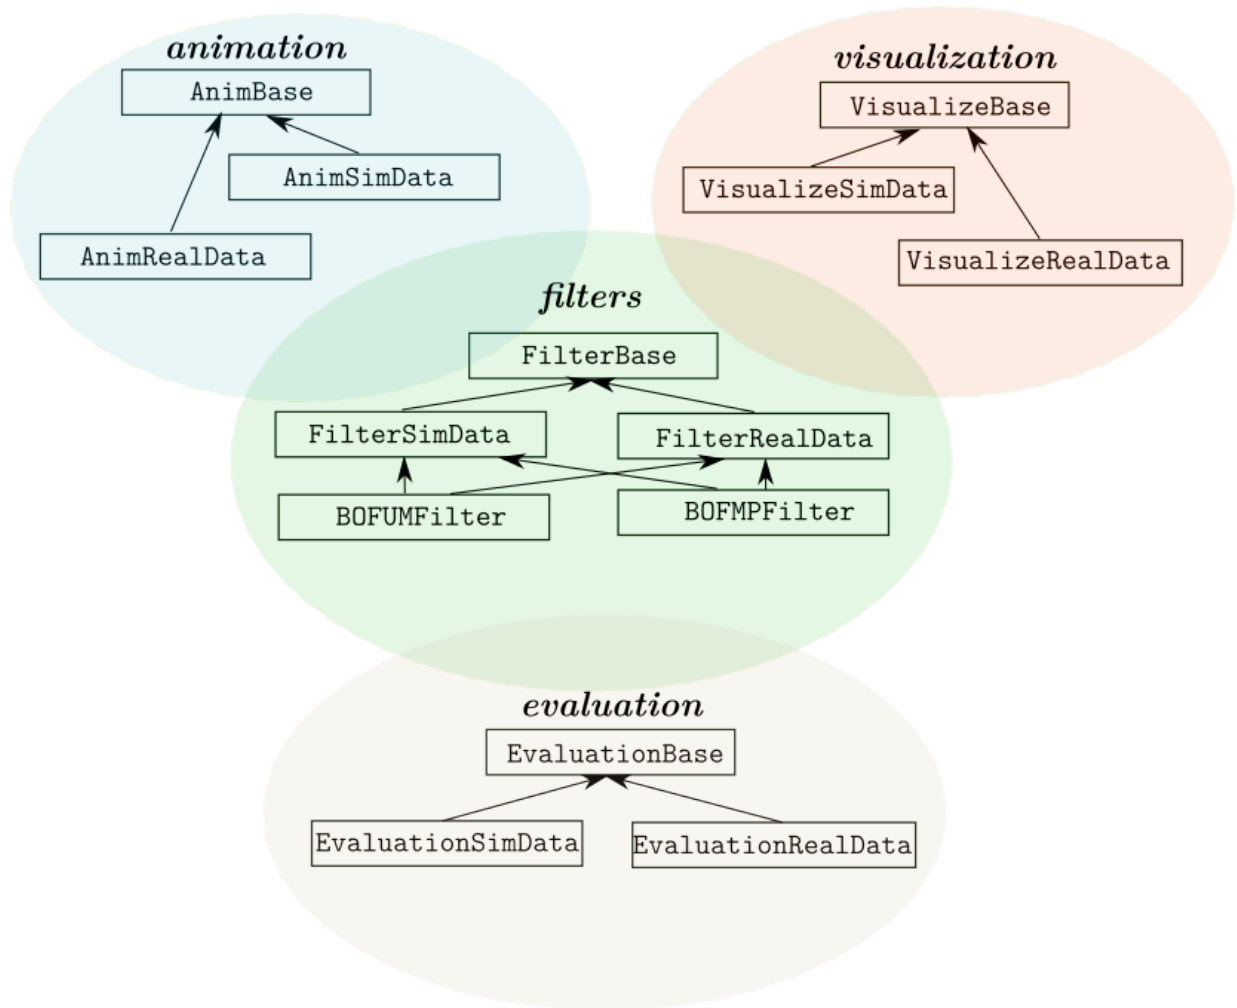 animation
AnimBase
AnimSimData
AnimRealData
visualization
VisualizeBase
VisualizeSimData
VisualizeRealData
filters
FilterBase
FilterSimData
FilterRealData
BOFUMFilter
BOFMPFilter
evaluation
EvaluationBase
EvaluationSimData
EvaluationRealData